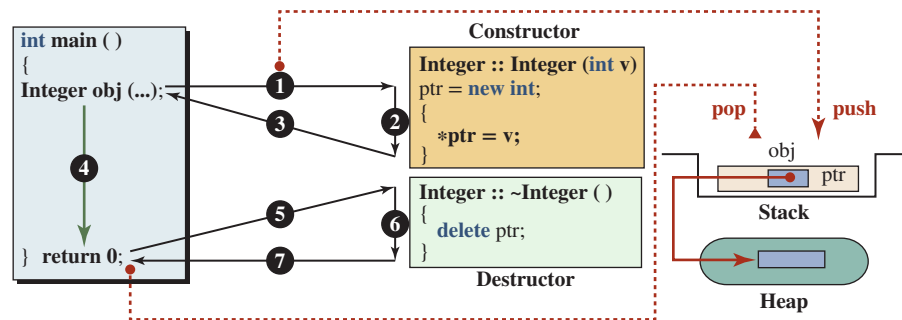 int main ( )
{
Integer obj (...);
4
} return 0;
1
2
3
5
6
7
Constructor
Integer :: Integer (int v)
ptr = new int;
{
*ptr = v;
}
Integer :: ~Integer ( )
{
delete ptr;
}
Destructor
pop
push
obj
ptr
Stack
Heap